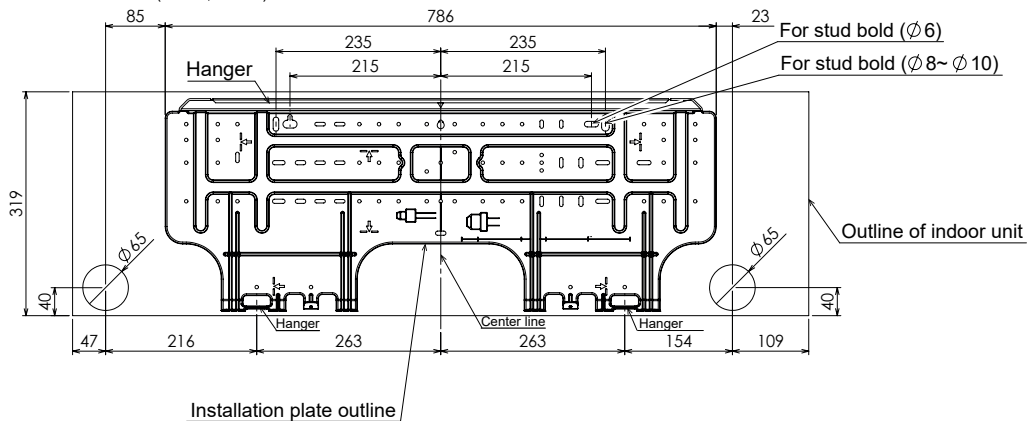 85
786
23
235
235
For stud bold (∅6)
215
215
For stud bold (∅8~ ∅10)
Hanger
319
Outline of indoor unit
∅65
∅65
40
40
Hanger
Center line
Hanger
47
216
263
263
154
109
Installation plate outline